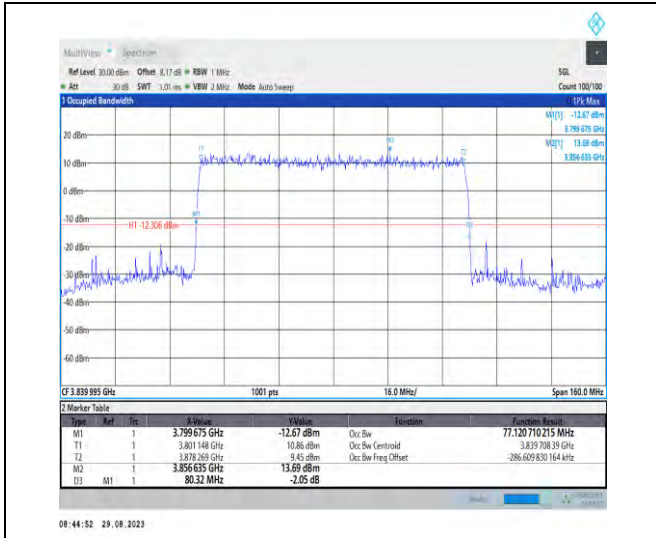 MultiView Spectrum
Ref Level 30.00 dBm Offset 8.17 dB RBW 1 MHz SGL
Att 30 dB SWT 1.01 ms VBW 2 MHz Mode Auto Sweep Count 100/100
1 Occupied Bandwidth 1Pk Max
M1[1] -12.67 dBm
3.799 675 GHz
20 dBm
M2[1] 13.69 dBm
3.856 635 GHz
T1
M2
T2
10 dBm
0 dBm
-10 dBm
M1
H1 -12.306 dBm
D3
-30 dBm
-40 dBm
-50 dBm
-60 dBm
CF 3.839 995 GHz 1001 pts 16.0 MHz/ Span 160.0 MHz
2 Marker Table
Type Ref Trc X-Value Y-Value Function Function Result
M1 1 3.799 675 GHz -12.67 dBm Occ Bw 77.120 710 215 MHz
T1 1 3.801 148 GHz 10.86 dBm Occ Bw Centroid 3.839 708 39 GHz
T2 1 3.878 269 GHz 9.45 dBm Occ Bw Freq Offset -286.609 830 164 kHz
M2 1 3.856 635 GHz 13.69 dBm
D3 M1 1 80.32 MHz -2.05 dB
08:44:52 29.08.2023